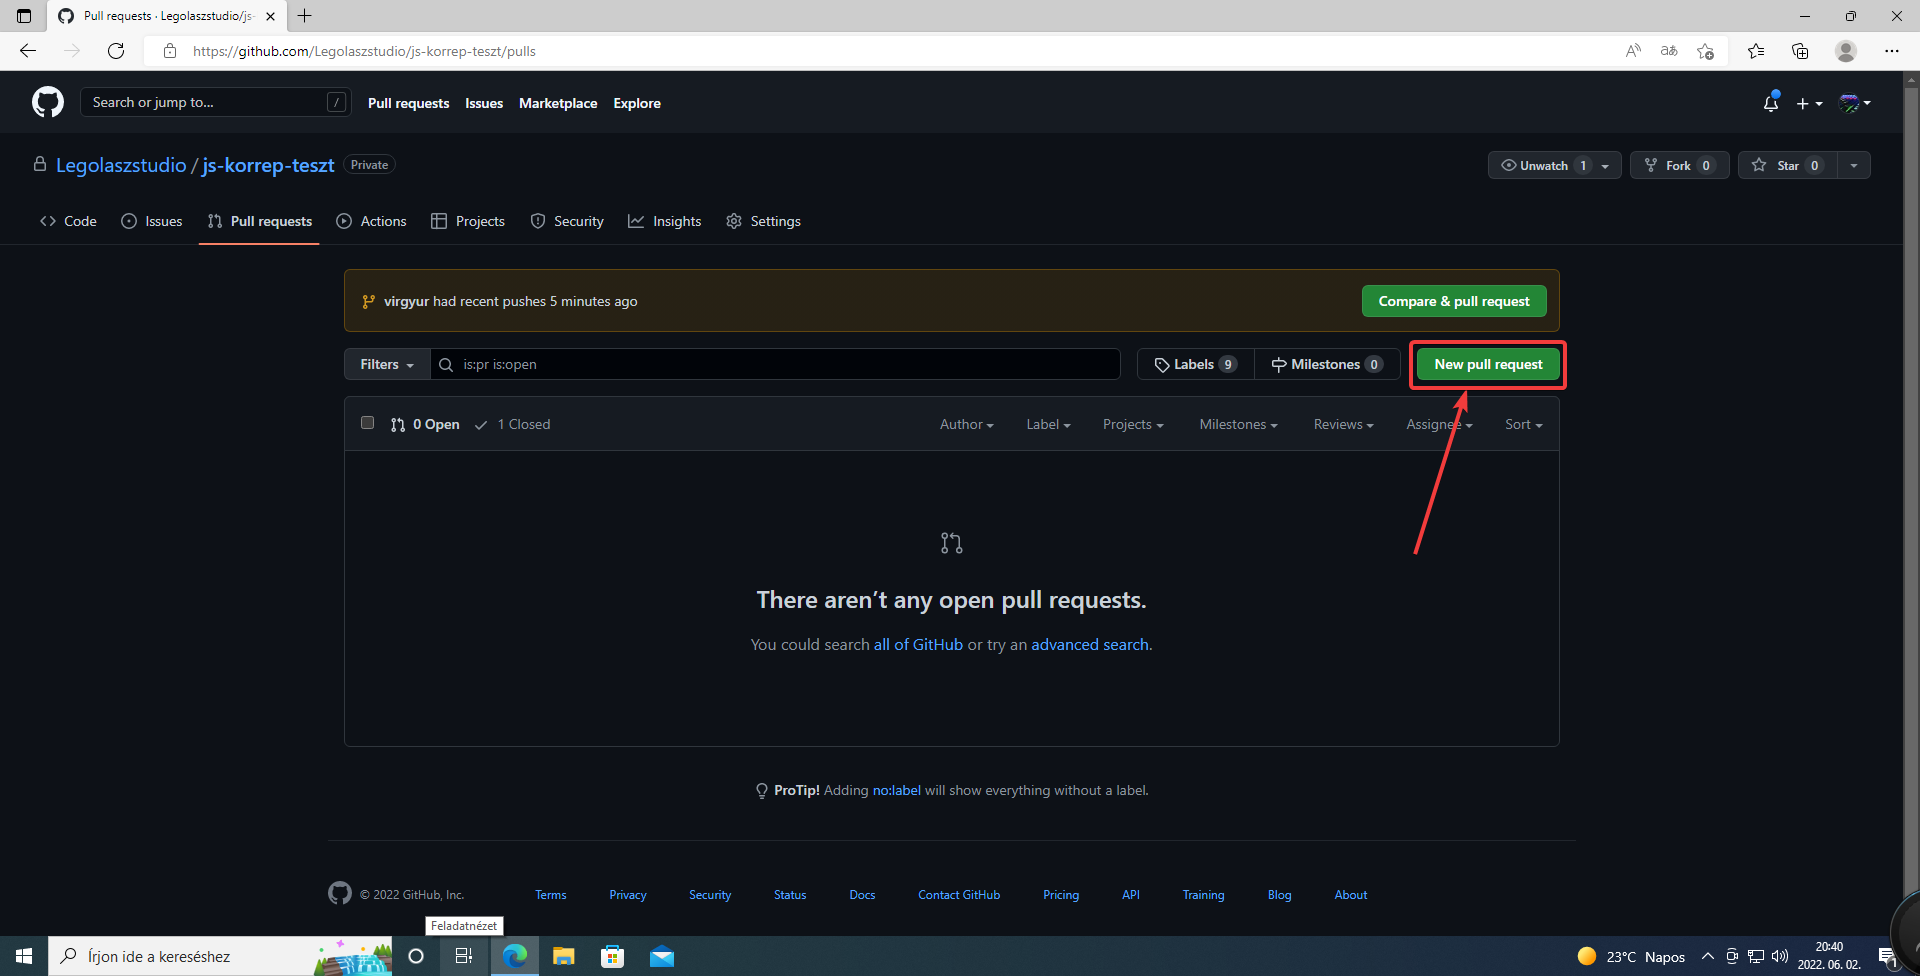 Pull requests · Legolaszstudio/js-
https://github.com/Legolaszstudio/js-korrep-teszt/pulls
Search or jump to... / Pull requests Issues Marketplace Explore
Legolaszstudio / js-korrep-teszt Private Unwatch 1 Fork 0 Star 0
Code Issues Pull requests Actions Projects Security Insights Settings
virgyur had recent pushes 5 minutes ago Compare & pull request
Filters is:pr is:open Labels 9 Milestones 0 New pull request
0 Open 1 Closed Author Label Projects Milestones Reviews Assignee Sort
There aren’t any open pull requests.
You could search all of GitHub or try an advanced search.
ProTip! Adding no:label will show everything without a label.
© 2022 GitHub, Inc. Terms Privacy Security Status Docs Contact GitHub Pricing API Training Blog About
Feladatnézet
Írjon ide a kereséshez 23°C Napos 20:40
2022. 06. 02. 1